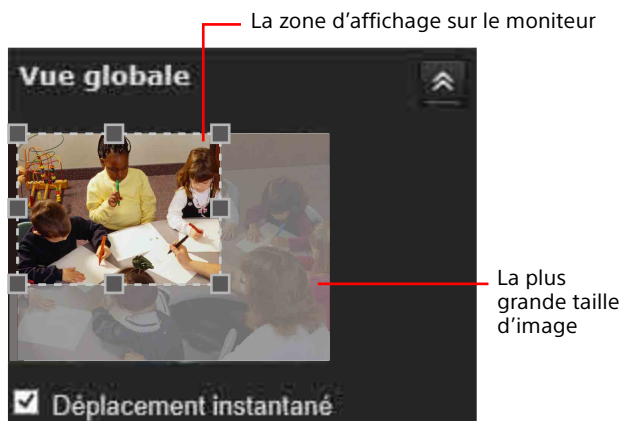 La zone d’affichage sur le moniteur
Vue globale
La plus
grande taille
d’image
Déplacement instantané